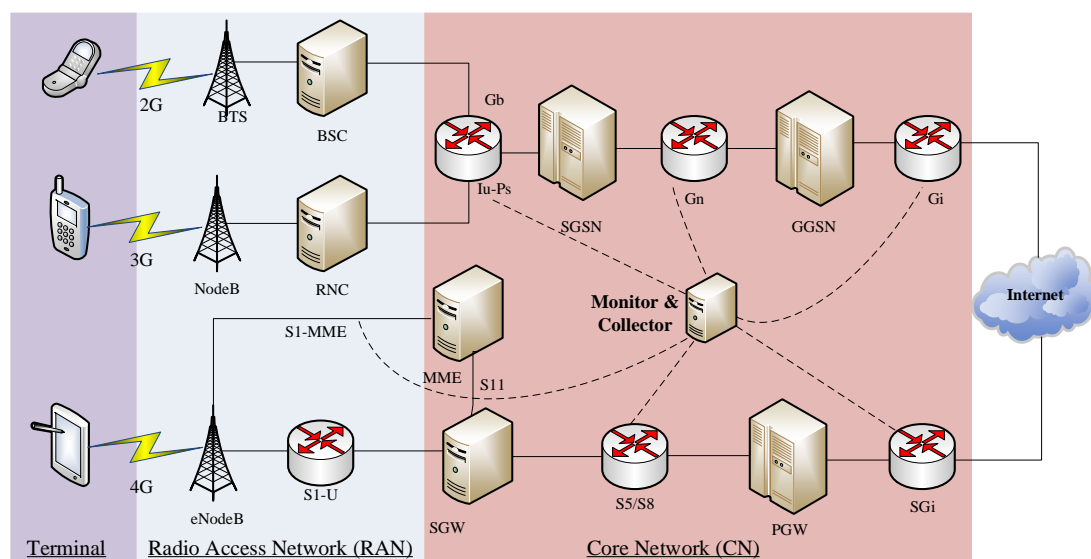 2G
BTS
BSC
Gb
Iu-Ps
SGSN
Gn
GGSN
Gi
3G
NodeB
RNC
Monitor &
Collector
Internet
S1-MME
MME
S11
4G
eNodeB
S1-U
SGW
S5/S8
PGW
SGi
Terminal
Radio Access Network (RAN)
Core Network (CN)